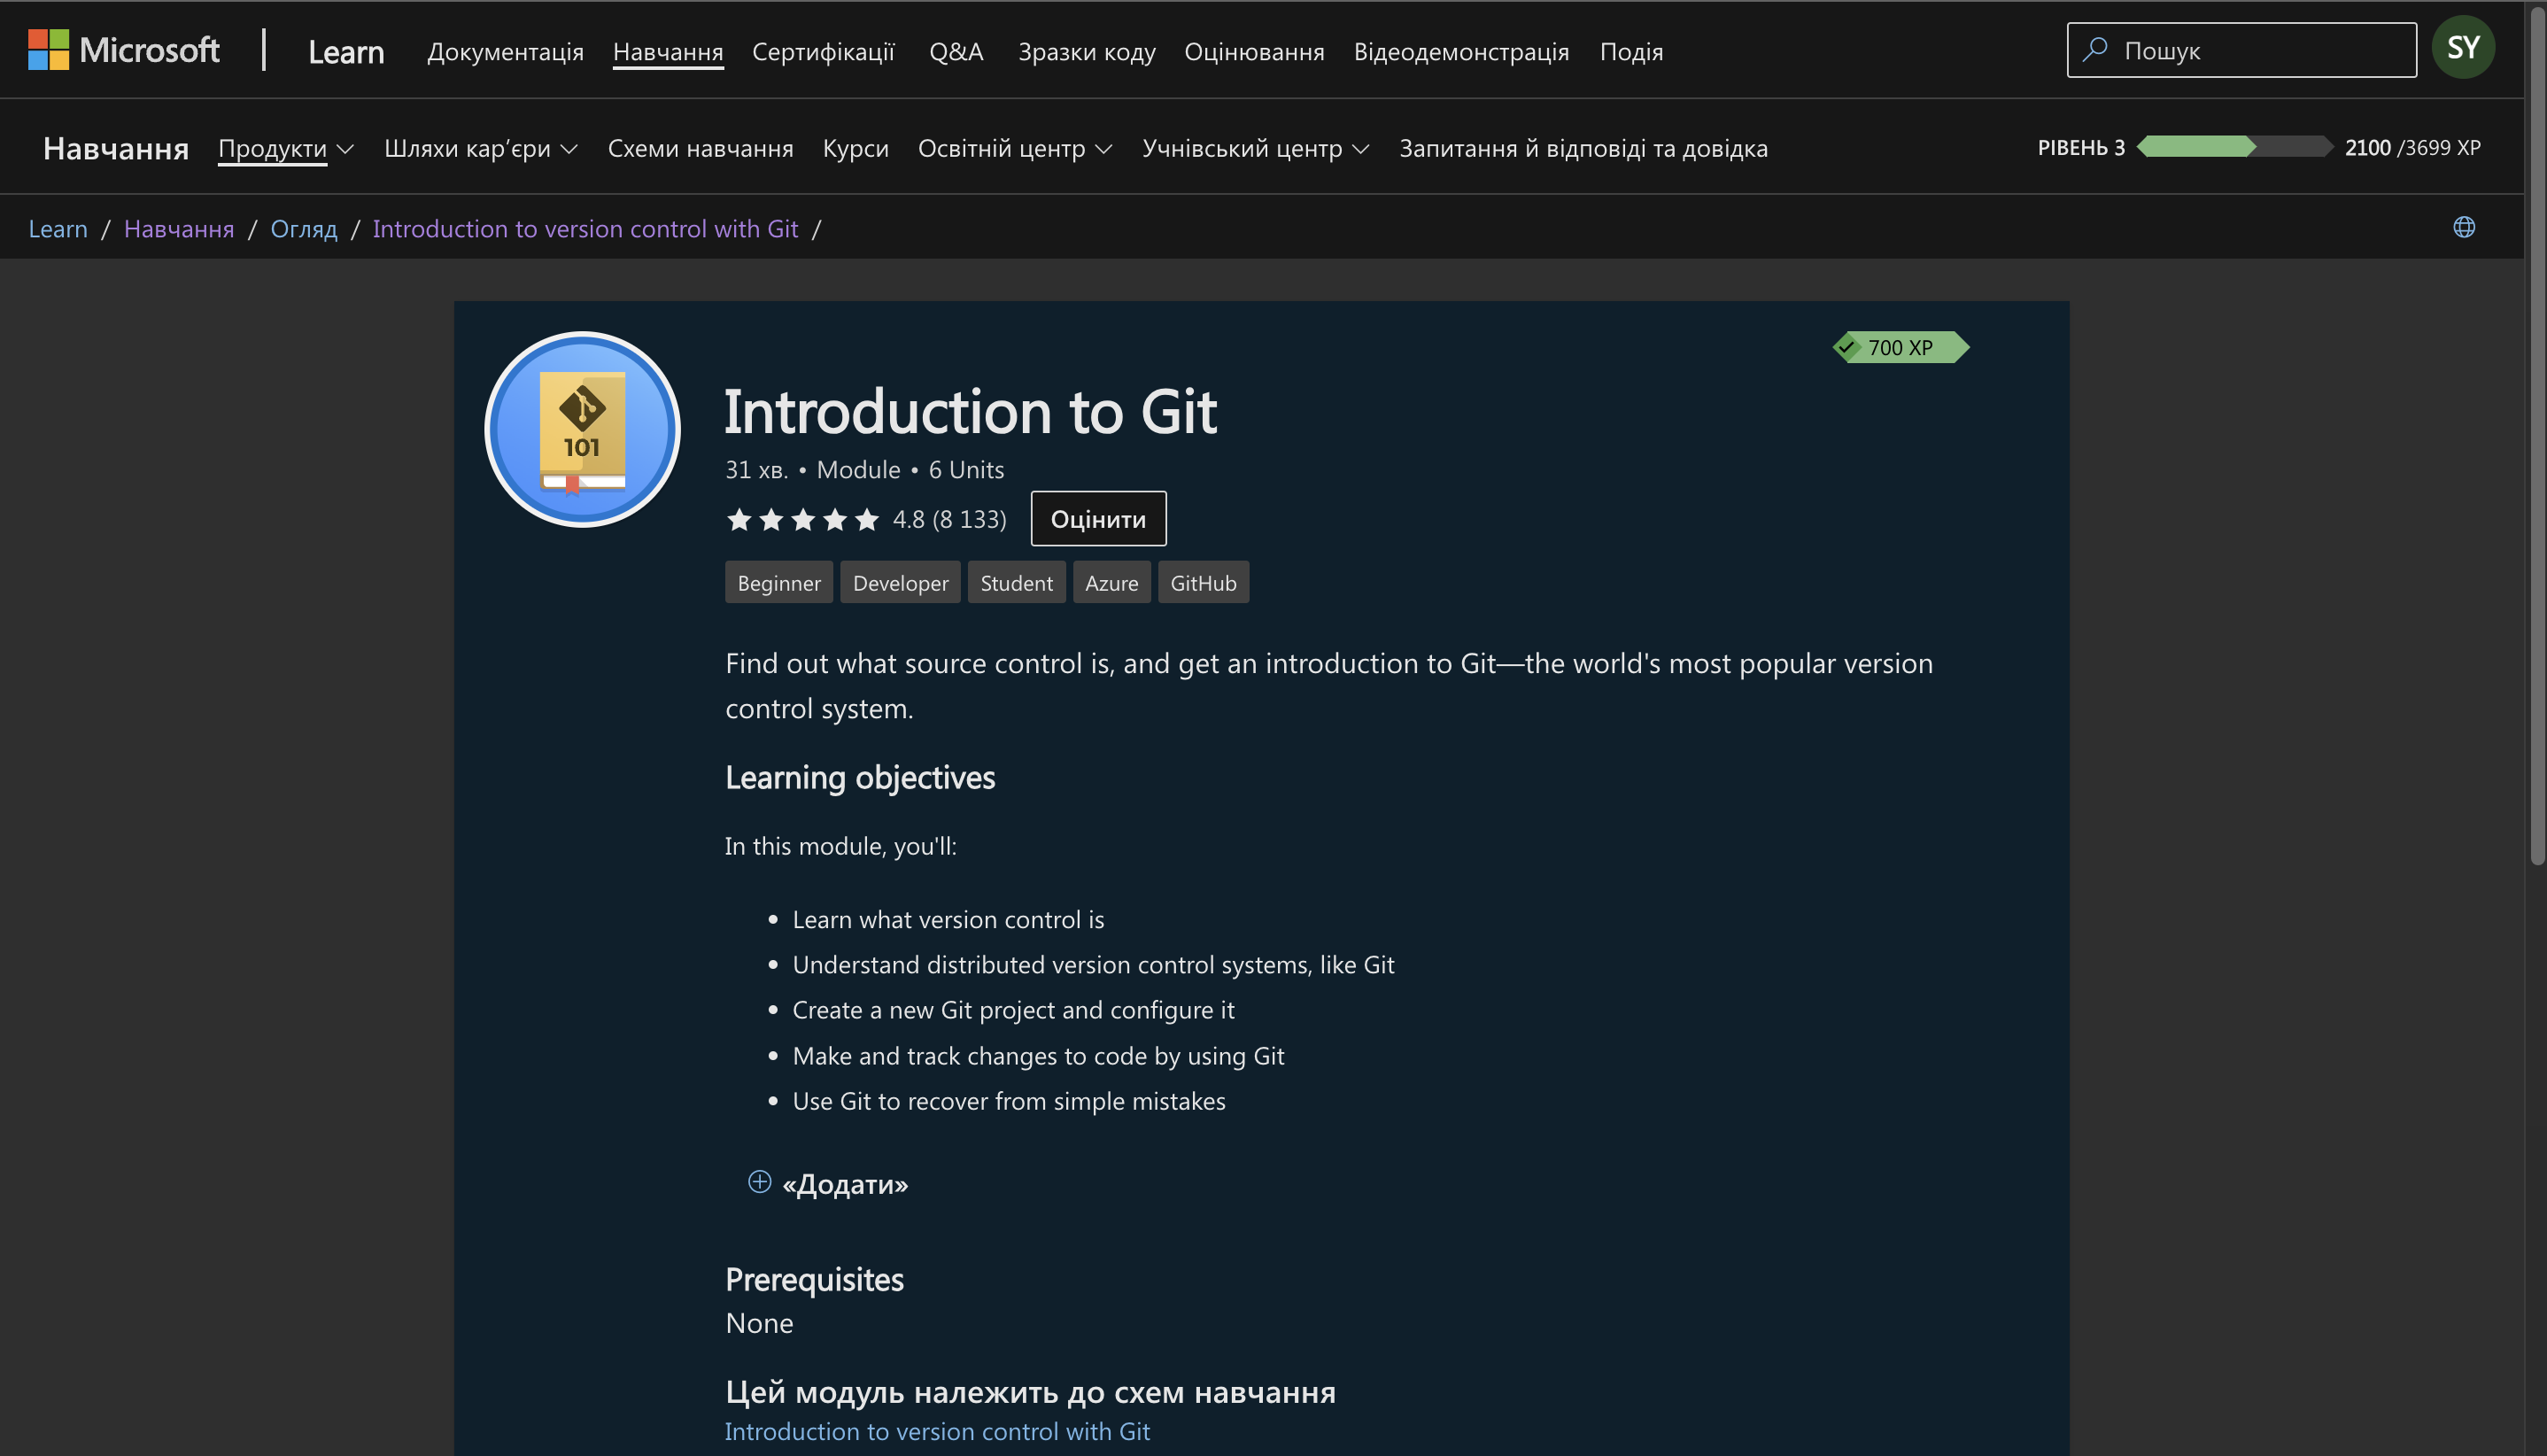 Microsoft
Learn
Документація
Навчання
Сертифікації
Q&A
Зразки коду
Оцінювання
Відеодемонстрація
Подія
Пошук
SY
Навчання
Продукти
Шляхи кар’єри
Схеми навчання
Курси
Освітній центр
Учнівський центр
Запитання й відповіді та довідка
РІВЕНЬ 3
2100 /3699 XP
Learn / Навчання / Огляд / Introduction to version control with Git /
101
700 XP
Introduction to Git
31 хв. • Module • 6 Units
4.8 (8 133)
Оцінити
Beginner
Developer
Student
Azure
GitHub
Find out what source control is, and get an introduction to Git—the world's most popular version
control system.
Learning objectives
In this module, you'll:
• Learn what version control is
• Understand distributed version control systems, like Git
• Create a new Git project and configure it
• Make and track changes to code by using Git
• Use Git to recover from simple mistakes
«Додати»
Prerequisites
None
Цей модуль належить до схем навчання
Introduction to version control with Git